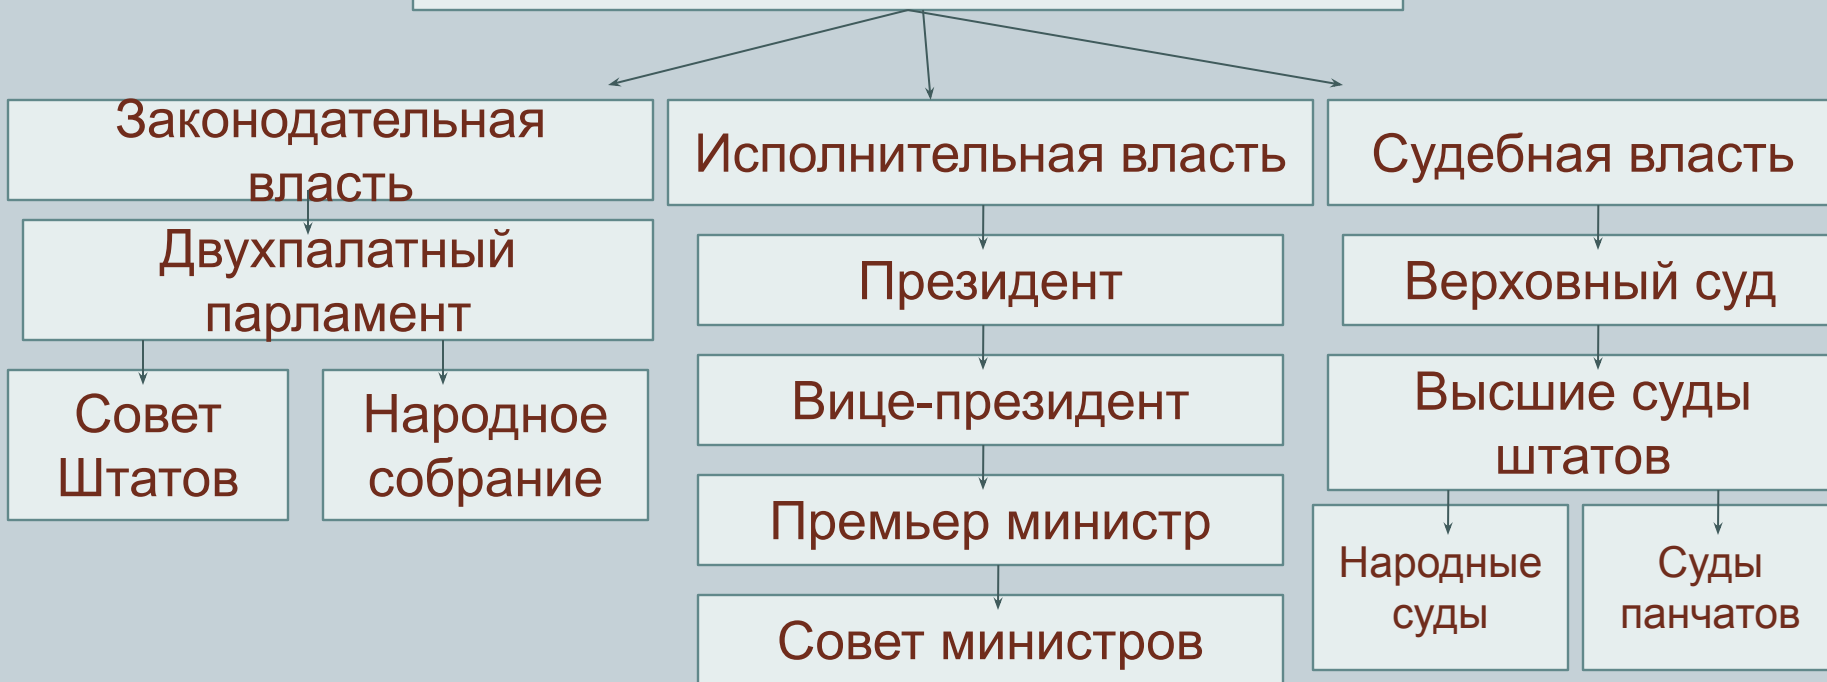 Законодательная
власть
Двухпалатный
парламент
Совет
Штатов
Народное
собрание
Исполнительная власть
Президент
Вице-президент
Премьер министр
Совет министров
Судебная власть
Верховный суд
Высшие суды
штатов
Народные
суды
Суды
панчатов